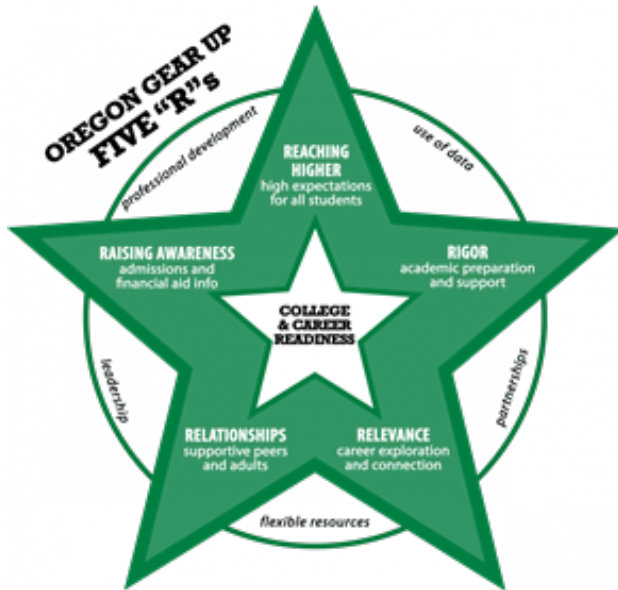 OREGON GEAR UP
FIVE "R"s
professional development
use of data
REACHING
HIGHER
high expectations
for all students
RAISING AWARENESS
admissions and
financial aid info
RIGOR
academic preparation
and support
COLLEGE
& CAREER
READINESS
leadership
partnerships
RELATIONSHIPS
supportive peers
and adults
RELEVANCE
career exploration
and connection
flexible resources